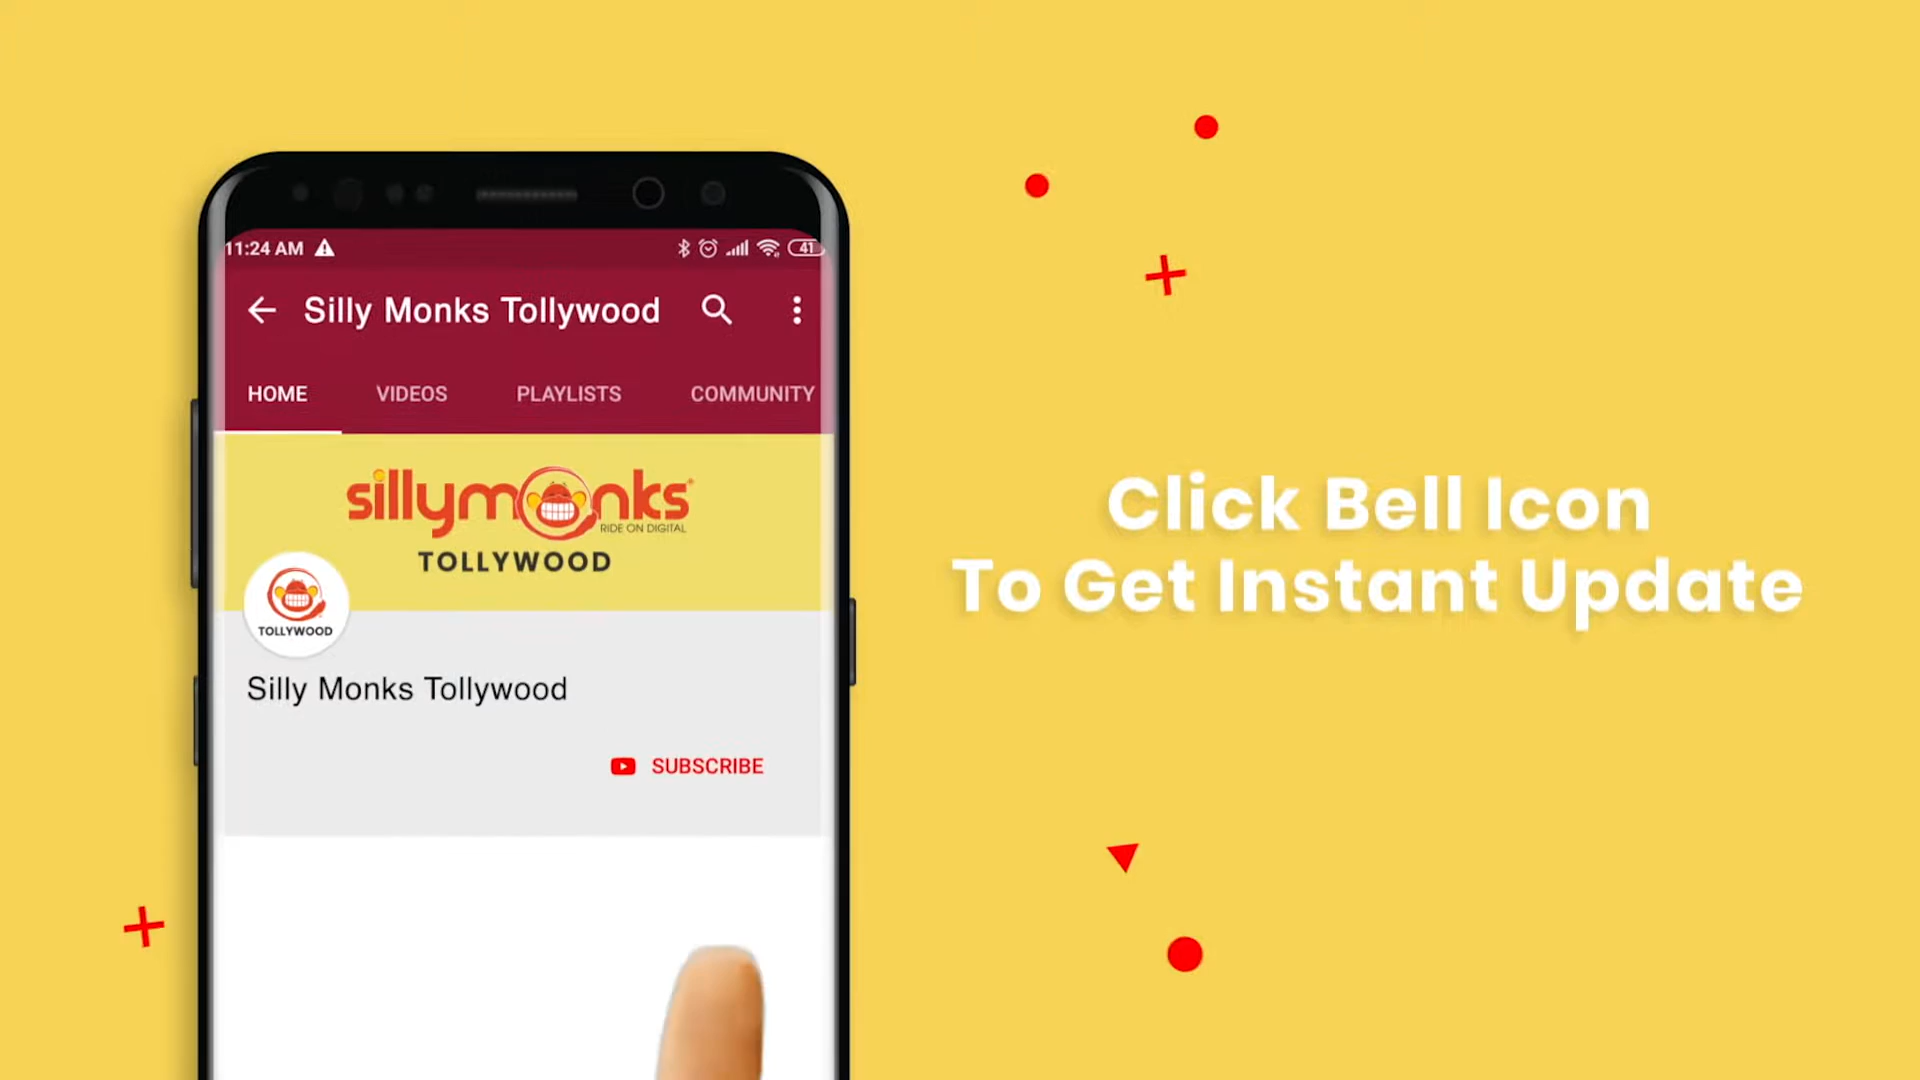 11:24 AM
41
Silly Monks Tollywood
HOME VIDEOS PLAYLISTS COMMUNITY
sillymonks
RIDE ON DIGITAL
TOLLYWOOD
TOLLYWOOD
Silly Monks Tollywood
SUBSCRIBE
Click Bell Icon
To Get Instant Update